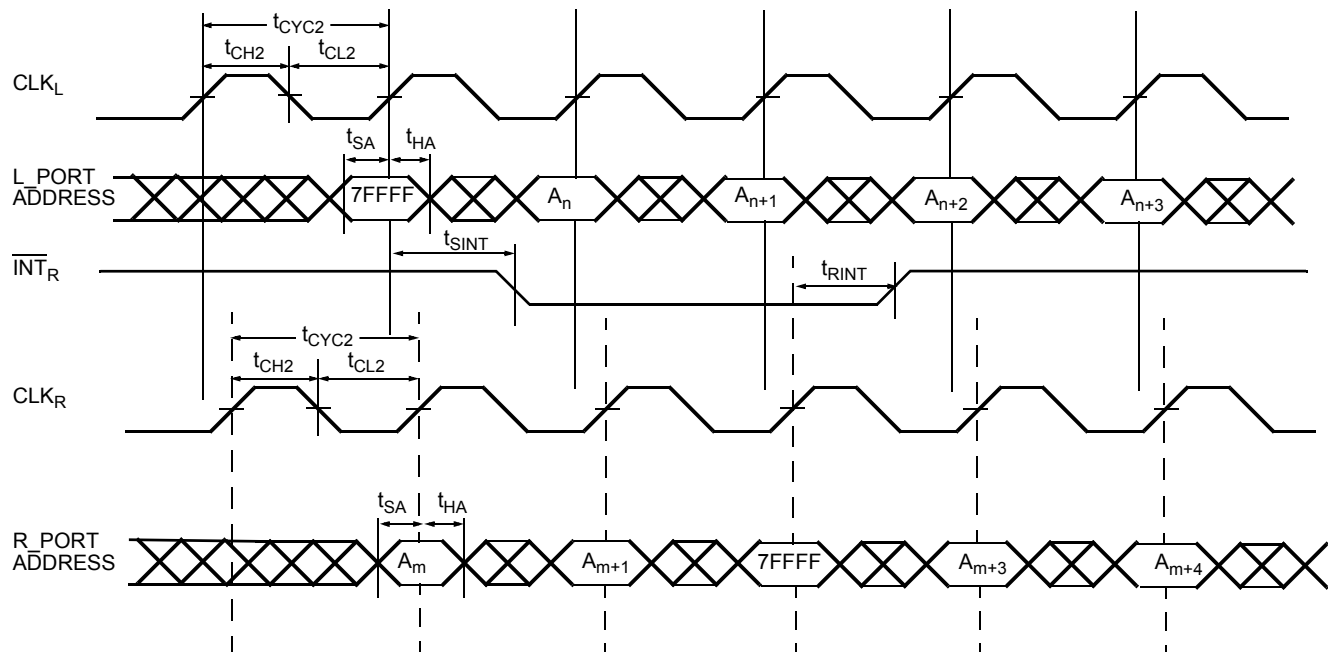 tCYC2
tCH2 tCL2
CLKL
tSA tHA
L_PORT
ADDRESS
7FFFF An An+1 An+2 An+3
tSINT
INTR
tRINT
tCYC2
tCH2 tCL2
CLKR
tSA tHA
R_PORT
ADDRESS
Am Am+1 7FFFF Am+3 Am+4